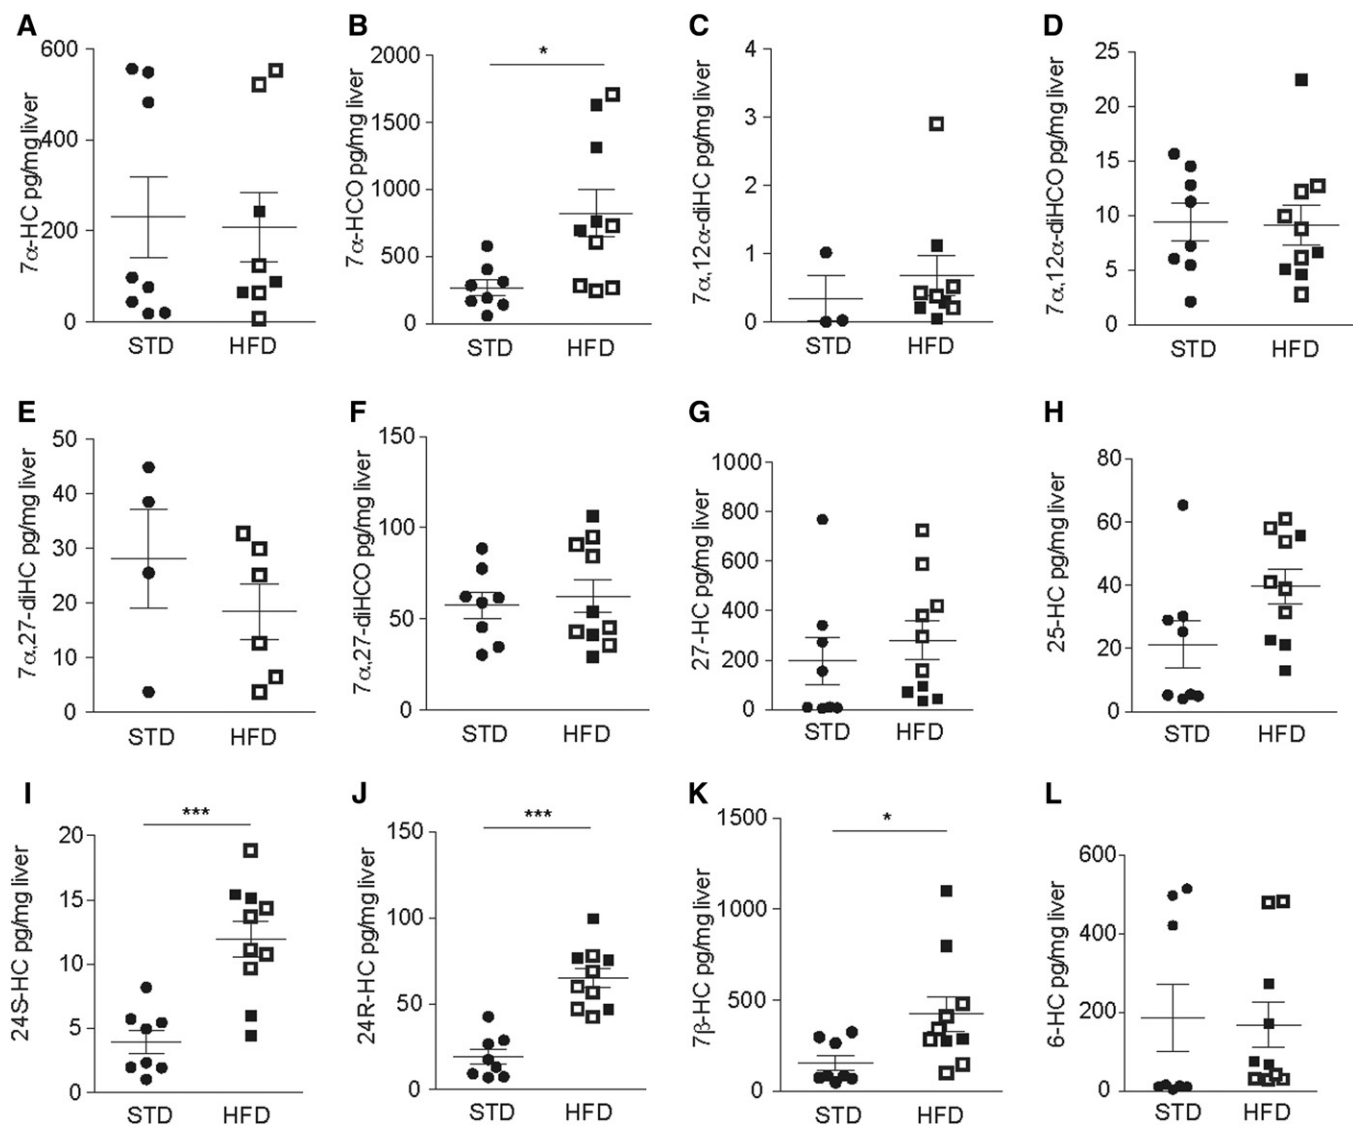 A
7α-HC pg/mg liver
600
400
200
0
STD HFD
B
7α-HCO pg/mg liver
2000
1500
1000
500
0
*
STD HFD
C
7α,12α-diHC pg/mg liver
4
3
2
1
0
STD HFD
D
7α,12α-diHCO pg/mg liver
25
20
15
10
5
0
STD HFD
E
7α,27-diHC pg/mg liver
50
40
30
20
10
0
STD HFD
F
7α,27-diHCO pg/mg liver
150
100
50
0
STD HFD
G
27-HC pg/mg liver
1000
800
600
400
200
0
STD HFD
H
25-HC pg/mg liver
80
60
40
20
0
STD HFD
I
24S-HC pg/mg liver
20
15
10
5
0
***
STD HFD
J
24R-HC pg/mg liver
150
100
50
0
***
STD HFD
K
7β-HC pg/mg liver
1500
1000
500
0
*
STD HFD
L
6-HC pg/mg liver
600
400
200
0
STD HFD